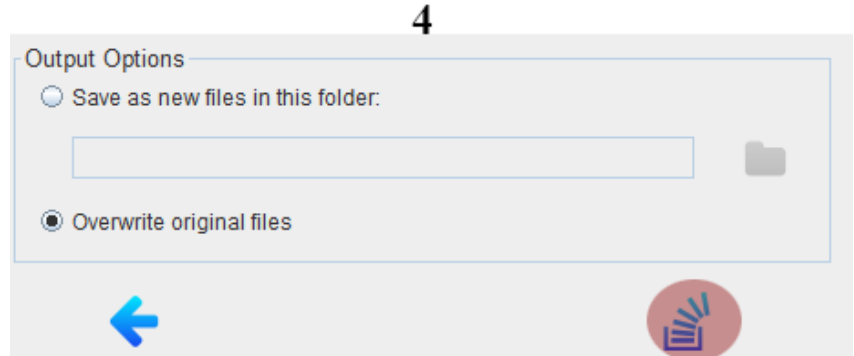 4
Output Options
Save as new files in this folder:
Overwrite original files